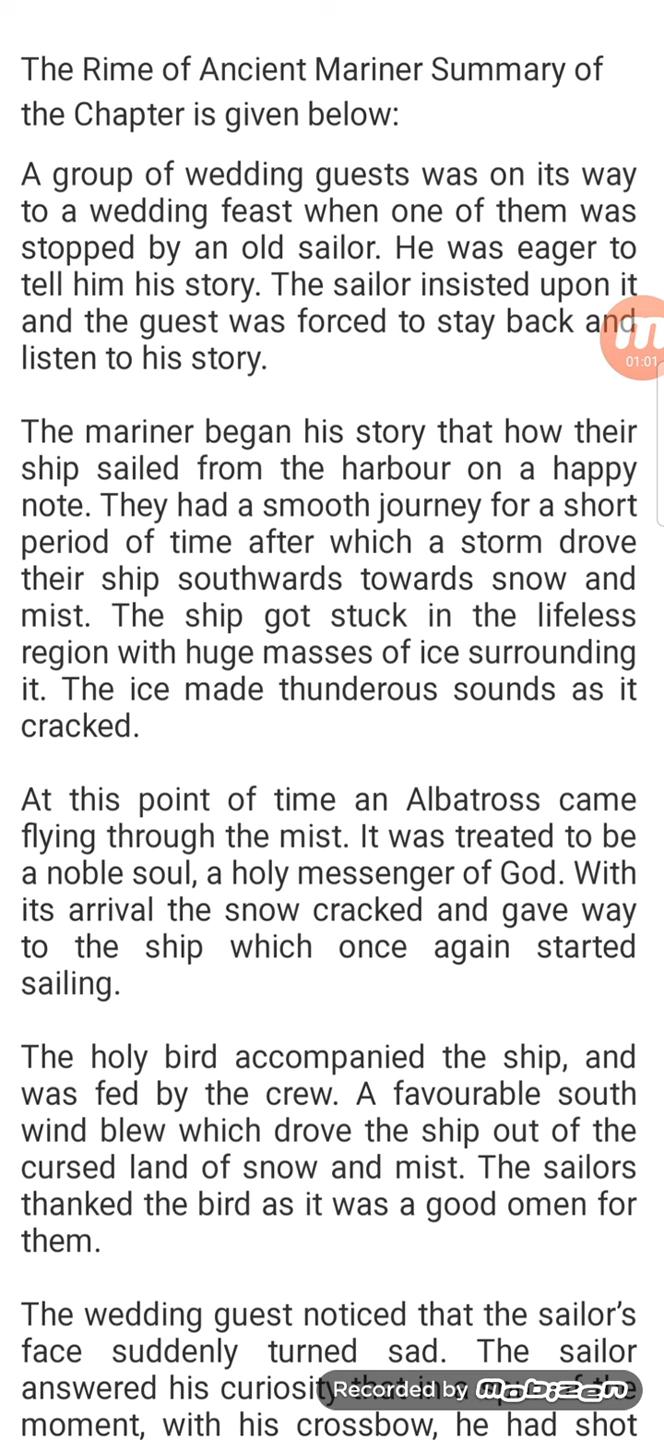 The Rime of Ancient Mariner Summary of
the Chapter is given below:
A group of wedding guests was on its way
to a wedding feast when one of them was
stopped by an old sailor. He was eager to
tell him his story. The sailor insisted upon it
and the guest was forced to stay back and
listen to his story.
01:01
The mariner began his story that how their
ship sailed from the harbour on a happy
note. They had a smooth journey for a short
period of time after which a storm drove
their ship southwards towards snow and
mist. The ship got stuck in the lifeless
region with huge masses of ice surrounding
it. The ice made thunderous sounds as it
cracked.
At this point of time an Albatross came
flying through the mist. It was treated to be
a noble soul, a holy messenger of God. With
its arrival the snow cracked and gave way
to the ship which once again started
sailing.
The holy bird accompanied the ship, and
was fed by the crew. A favourable south
wind blew which drove the ship out of the
cursed land of snow and mist. The sailors
thanked the bird as it was a good omen for
them.
The wedding guest noticed that the sailor's
face suddenly turned sad. The sailor
answered his curiosity
Recorded by mobizen
moment, with his crossbow, he had shot